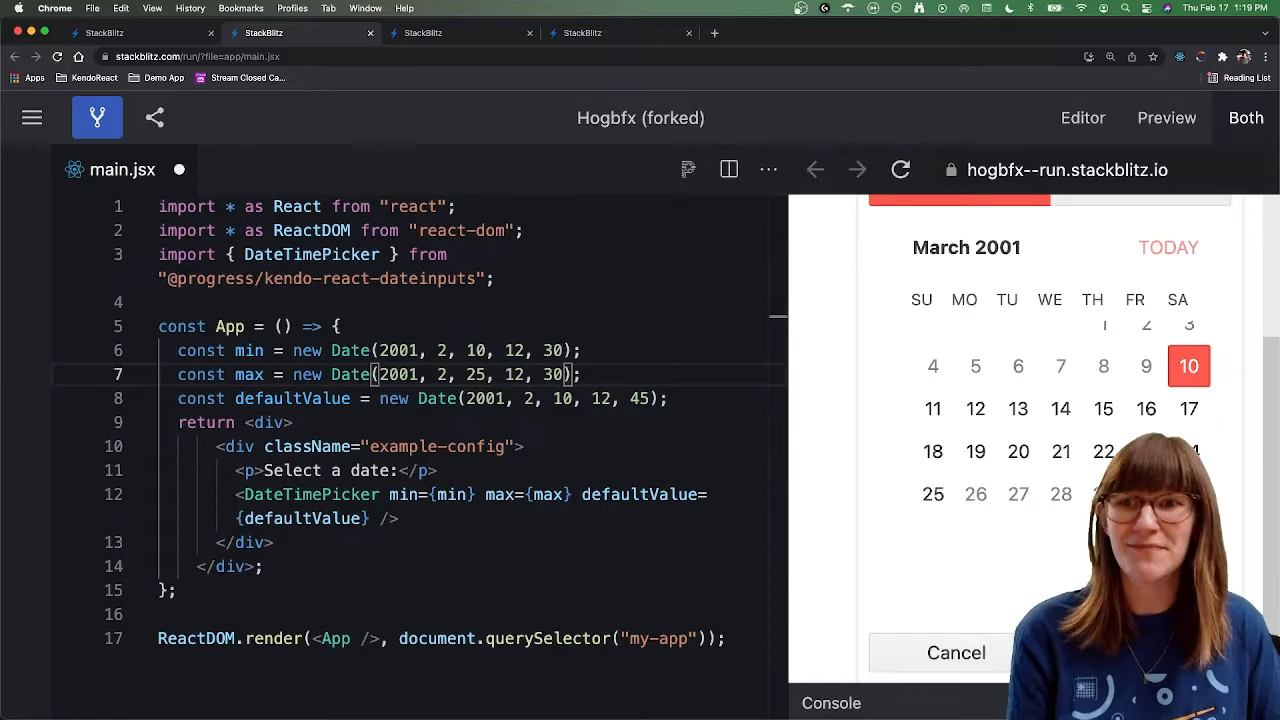 Chrome File Edit View History Bookmarks Profiles Tab Window Help Thu Feb 17 1:19 PM
StackBlitz StackBlitz StackBlitz StackBlitz
stackblitz.com/run/?file=app/main.jsx
Apps KendoReact Demo App Stream Closed Ca... Reading List
Hogbfx (forked) Editor Preview Both
main.jsx hogbfx--run.stackblitz.io
1 import * as React from "react";
2 import * as ReactDOM from "react-dom";
3 import { DateTimePicker } from
"@progress/kendo-react-dateinputs";
4
5 const App = () => {
6 const min = new Date(2001, 2, 10, 12, 30);
7 const max = new Date(2001, 2, 25, 12, 30);
8 const defaultValue = new Date(2001, 2, 10, 12, 45);
9 return <div>
10 <div className="example-config">
11 <p>Select a date:</p>
12 <DateTimePicker min={min} max={max} defaultValue=
{defaultValue} />
13 </div>
14 </div>;
15 };
16
17 ReactDOM.render(<App />, document.querySelector("my-app"));
March 2001 TODAY
SU MO TU WE TH FR SA
1 2 3
4 5 6 7 8 9 10
11 12 13 14 15 16 17
18 19 20 21 22
25 26 27 28
Cancel
Console